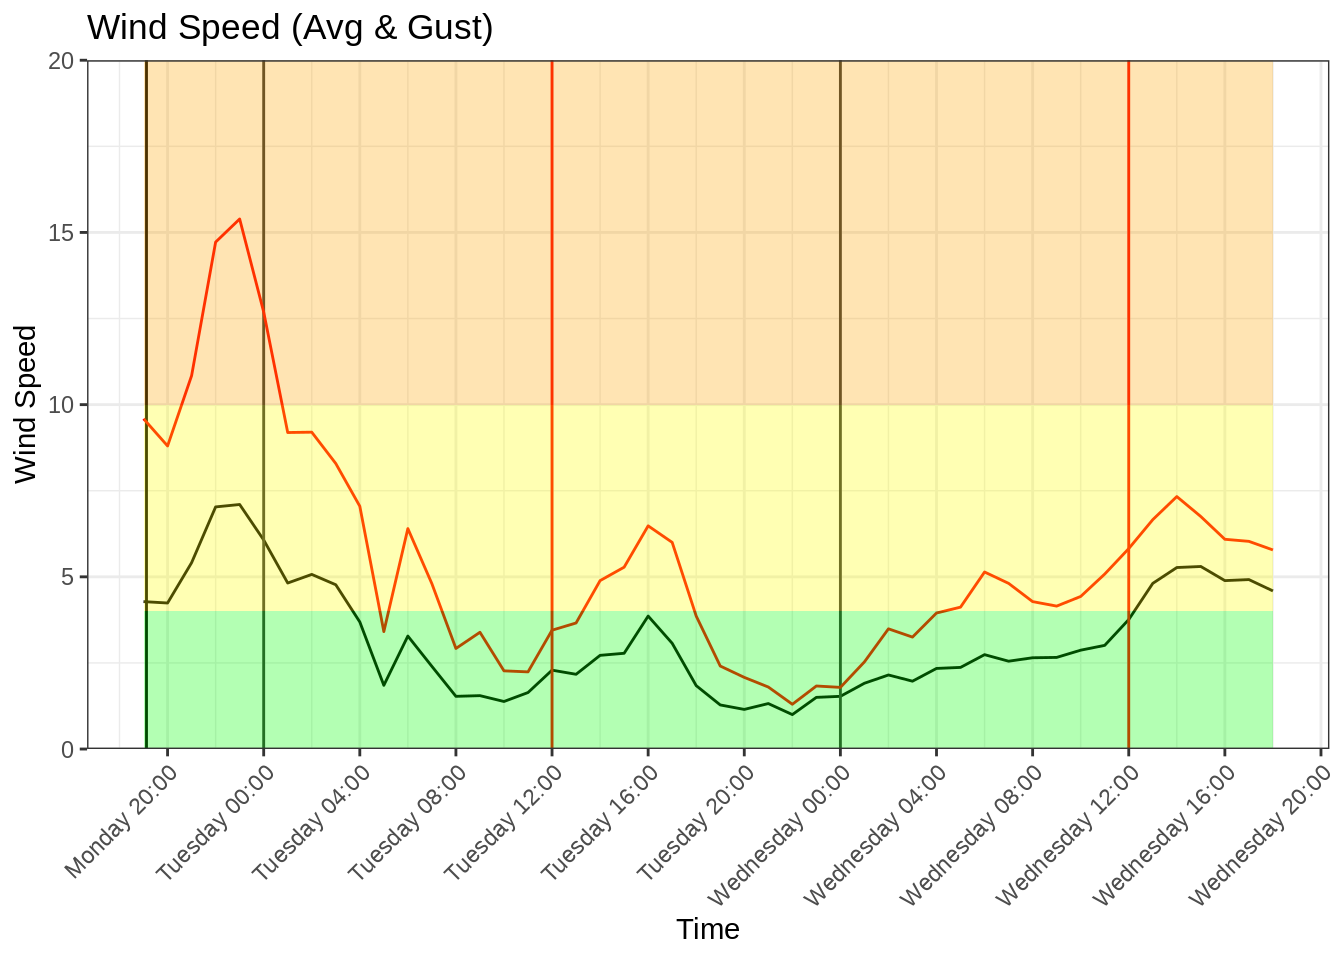 Wind Speed (Avg & Gust)
20
15
10
5
0
Wind Speed
Monday 20:00
Tuesday 00:00
Tuesday 04:00
Tuesday 08:00
Tuesday 12:00
Tuesday 16:00
Tuesday 20:00
Wednesday 00:00
Wednesday 04:00
Wednesday 08:00
Wednesday 12:00
Wednesday 16:00
Wednesday 20:00
Time